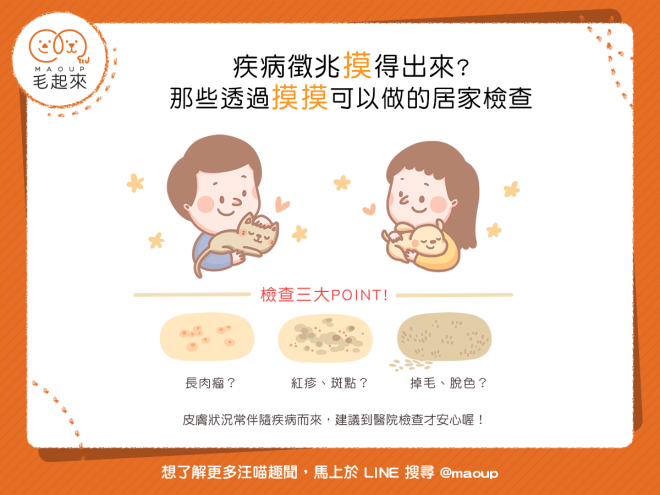 MAOUP
毛起來
疾病徵兆摸得出來?
那些透過摸摸可以做的居家檢查
檢查三大POINT!
長肉瘤？
紅疹、斑點？
掉毛、脫色？
皮膚狀況常伴隨疾病而來，建議到醫院檢查才安心喔！
想了解更多汪喵趣聞，馬上於 LINE 搜尋 @maoup